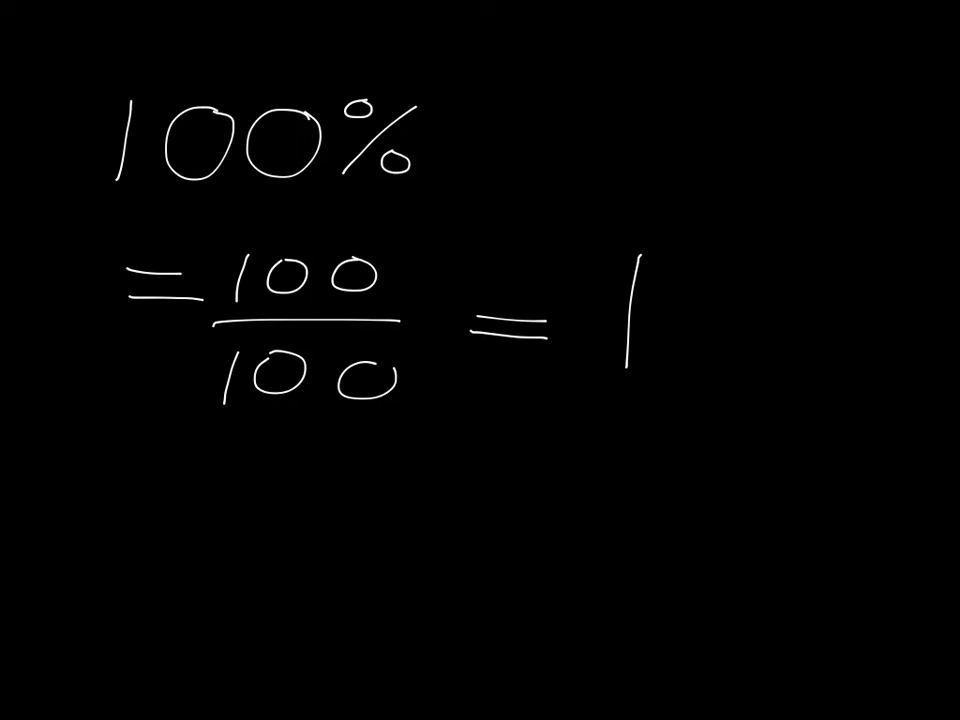 100%
= 100/100 = 1